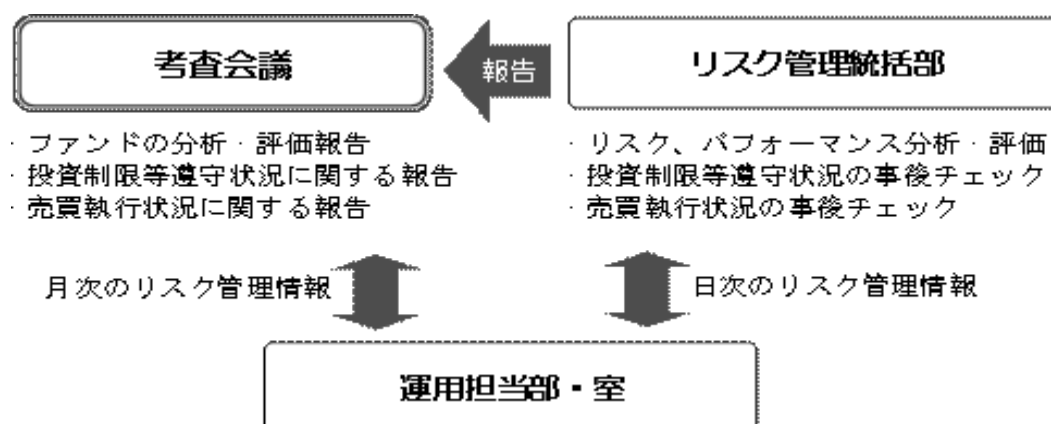 考査会議
報告
リスク管理統括部
· ファンドの分析・評価報告
· 投資制限等遵守状況に関する報告
· 売買執行状況に関する報告
· リスク、パフォーマンス分析・評価
· 投資制限等遵守状況の事後チェック
· 売買執行状況の事後チェック
月次のリスク管理情報
日次のリスク管理情報
運用担当部・室